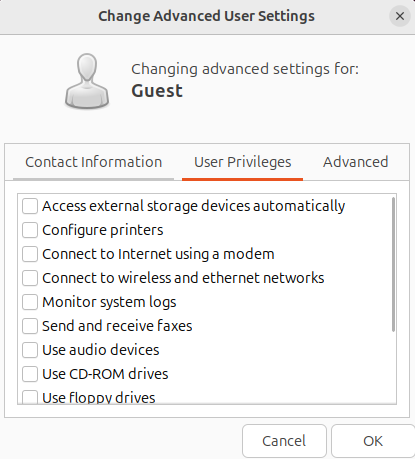 Change Advanced User Settings
Changing advanced settings for:
Guest
Contact Information
User Privileges
Advanced
Access external storage devices automatically
Configure printers
Connect to Internet using a modem
Connect to wireless and ethernet networks
Monitor system logs
Send and receive faxes
Use audio devices
Use CD-ROM drives
Use floppy drives
Cancel
OK